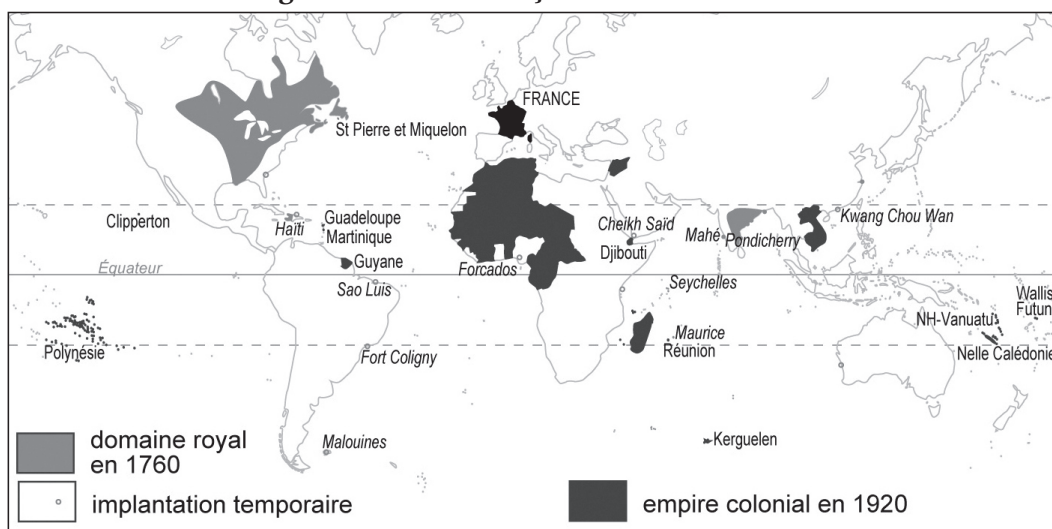 FRANCE
St Pierre et Miquelon
Clipperton
Haïti
Guadeloupe
Martinique
Guyane
Cheikh Saïd
Djibouti
Mahé
Pondicherry
Kwang Chou Wan
Équateur
Forcados
Sao Luis
Seychelles
Wallis
Futun
NH-Vanuatu
Polynésie
Fort Coligny
Maurice
Réunion
Nelle Calédonie
Malouines
Kerguelen
domaine royal
en 1760
implantation temporaire
empire colonial en 1920